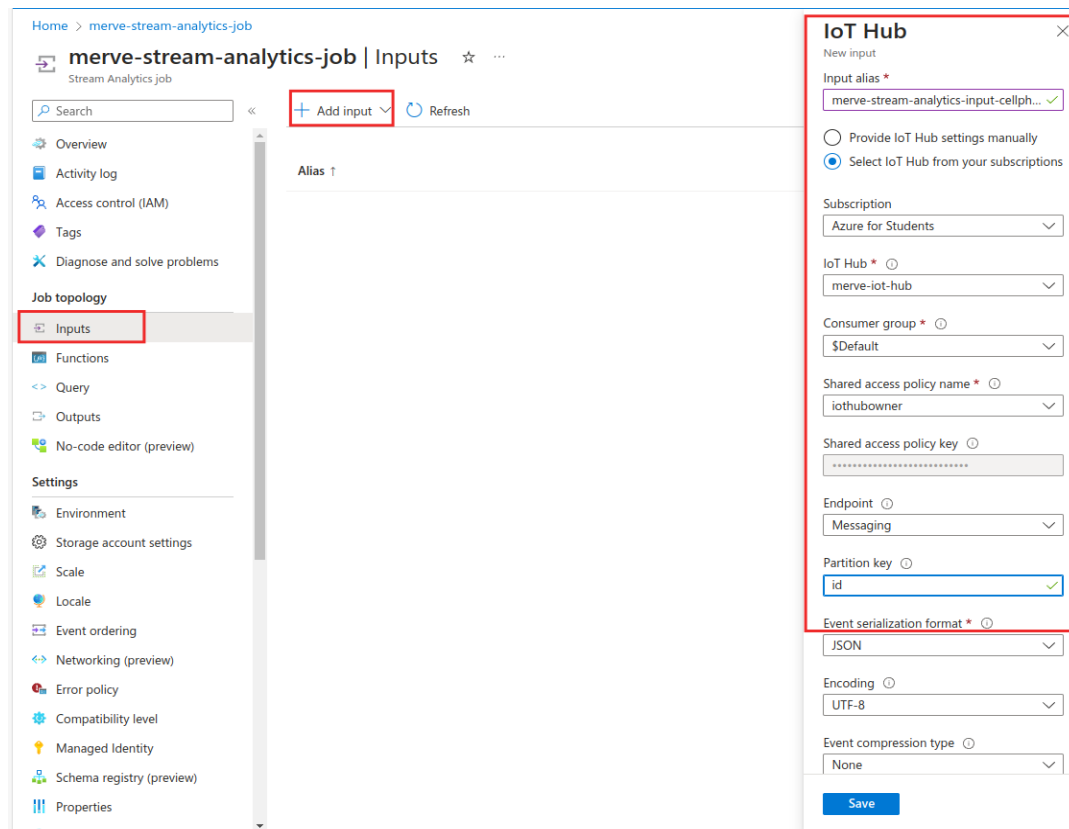 Home > merve-stream-analytics-job
merve-stream-analytics-job | Inputs ☆ ...
Stream Analytics job
Search «
Overview
Activity log
Access control (IAM)
Tags
Diagnose and solve problems
Job topology
Inputs
Functions
Query
Outputs
No-code editor (preview)
Settings
Environment
Storage account settings
Scale
Locale
Event ordering
Networking (preview)
Error policy
Compatibility level
Managed Identity
Schema registry (preview)
Properties
+ Add input Refresh
Alias ↑
IoT Hub
New input
Input alias *
merve-stream-analytics-input-cellph...
Provide IoT Hub settings manually
Select IoT Hub from your subscriptions
Subscription
Azure for Students
IoT Hub *
merve-iot-hub
Consumer group *
$Default
Shared access policy name *
iothubowner
Shared access policy key
••••••••••••••••••••••••••••
Endpoint
Messaging
Partition key
id
Event serialization format *
JSON
Encoding
UTF-8
Event compression type
None
Save